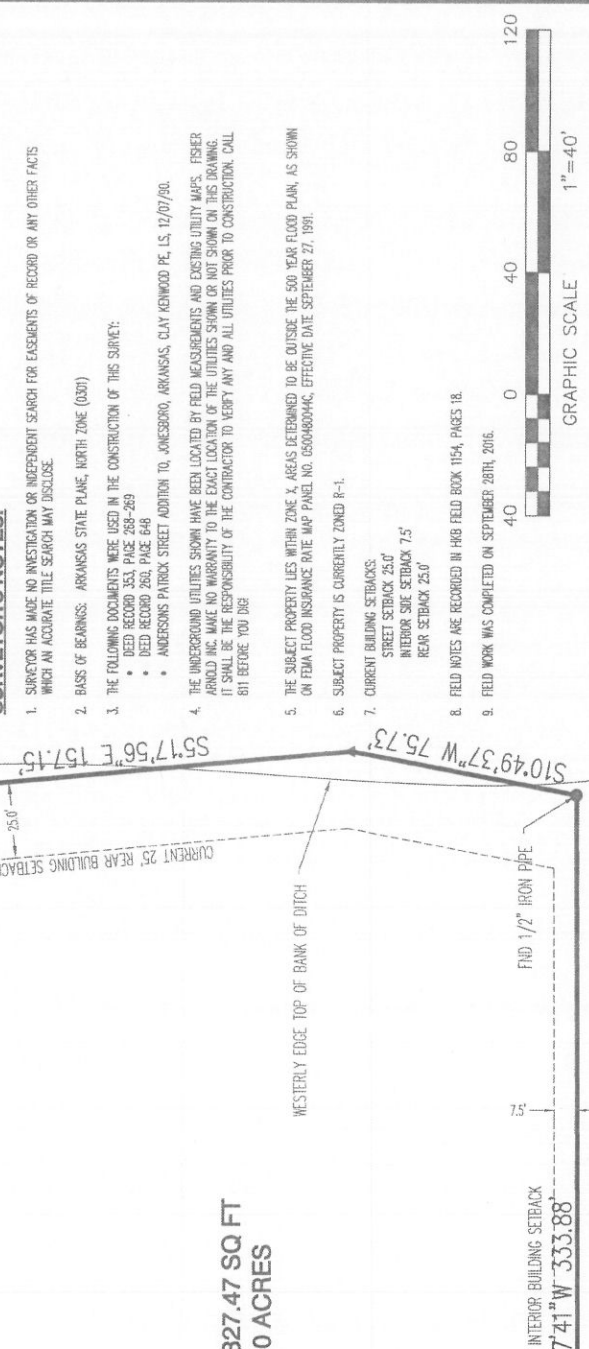 SURVEYOR'S NOTES:
1. SURVEYOR HAS MADE NO INVESTIGATION OR INDEPENDENT SEARCH FOR EASEMENTS OF RECORD OR ANY OTHER FACTS
WHICH AN ACCURATE TITLE SEARCH MAY DISCLOSE.
2. BASIS OF BEARINGS: ARKANSAS STATE PLANE, NORTH ZONE (0301)
3. THE FOLLOWING DOCUMENTS WERE USED IN THE CONSTRUCTION OF THIS SURVEY:
• DEED RECORD 353, PAGE 268-269
• DEED RECORD 260, PAGE 648
• ANDERSONS PATRICK STREET ADDITION TO, JONESBORO, ARKANSAS, CLAY KENWOOD PE, LS, 12/07/90.
4. THE UNDERGROUND UTILITIES SHOWN HAVE BEEN LOCATED BY FIELD MEASUREMENTS AND EXISTING UTILITY MAPS. FISHER
ARNOLD INC. MAKE NO WARRANTY TO THE EXACT LOCATION OF THE UTILITIES SHOWN OR NOT SHOWN ON THIS DRAWING.
IT SHALL BE THE RESPONSIBILITY OF THE CONTRACTOR TO VERIFY ANY AND ALL UTILITIES PRIOR TO CONSTRUCTION. CALL
811 BEFORE YOU DIG!
5. THE SUBJECT PROPERTY LIES WITHIN ZONE X, AREAS DETERMINED TO BE OUTSIDE THE 500 YEAR FLOOD PLAIN, AS SHOWN
ON FEMA FLOOD INSURANCE RATE MAP PANEL NO. 0500480044C, EFFECTIVE DATE SEPTEMBER 27, 1991.
6. SUBJECT PROPERTY IS CURRENTLY ZONED R-1.
7. CURRENT BUILDING SETBACKS:
STREET SETBACK 25.0'
INTERIOR SIDE SETBACK 7.5'
REAR SETBACK 25.0'
8. FIELD NOTES ARE RECORDED IN HKB FIELD BOOK 1154, PAGES 18.
9. FIELD WORK WAS COMPLETED ON SEPTEMBER 28TH, 2016.
40 0 40 80 120
GRAPHIC SCALE 1"=40'
25.0'
S5°17'56"E 157.15'
CURRENT 25' REAR BUILDING SETBACK
S10°49'37"W 75.73'
WESTERLY EDGE TOP OF BANK OF DITCH
FND 1/2" IRON PIPE
7.5'
327.47 SQ FT
0 ACRES
INTERIOR BUILDING SETBACK
7'41"W 333.88'